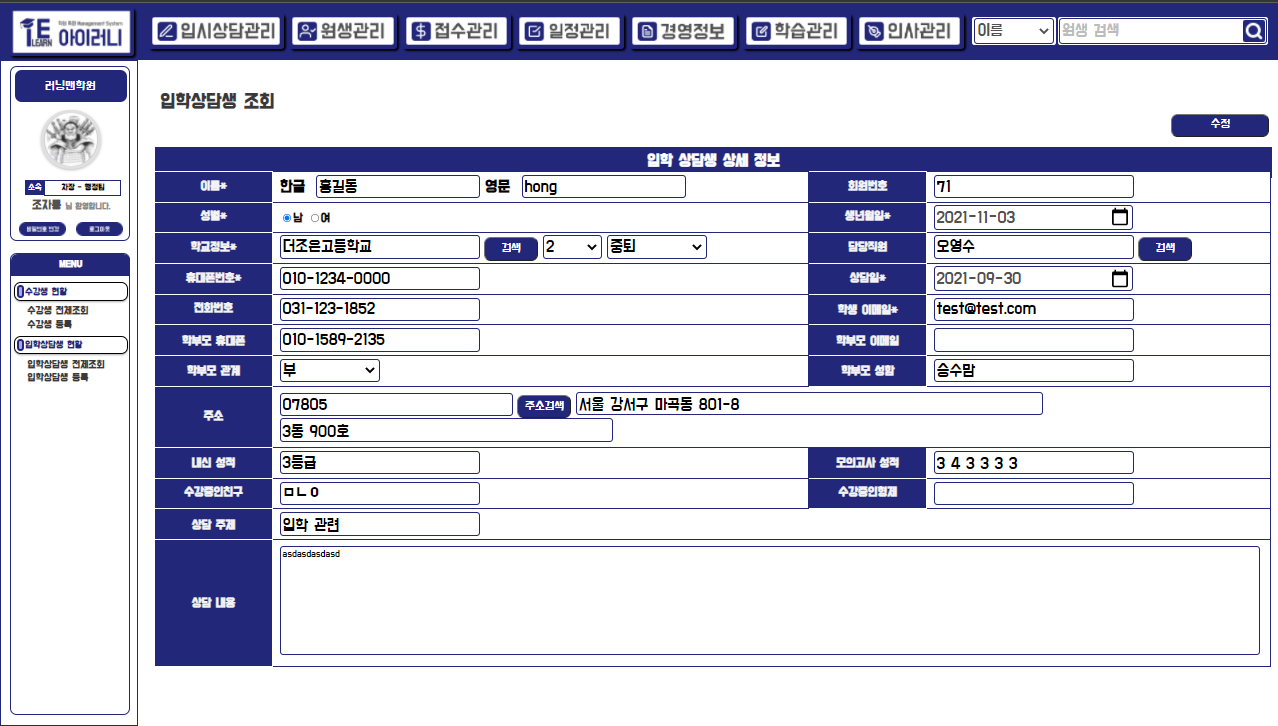 학원 Management System
E LEARN 아이러니
입시상담관리 원생관리 접수관리 일정관리 경영정보 학습관리 인사관리 이름 원생 검색
러닝맨학원
소속 차장 - 행정팀
조자룡 님 환영합니다.
비밀번호 변경 로그아웃
MENU
수강생 현황
수강생 전체조회
수강생 등록
입학상담생 현황
입학상담생 전체조회
입학상담생 등록
입학상담생 조회
수정
입학 상담생 상세 정보
이름* 한글 홍길동 영문 hong 회원번호 71
성별* 남 여 생년월일* 2021-11-03
학교정보* 더조은고등학교 검색 2 중퇴 담당직원 오영수 검색
휴대폰번호* 010-1234-0000 상담일* 2021-09-30
전화번호 031-123-1852 학생 이메일* test@test.com
학부모 휴대폰 010-1589-2135 학부모 이메일
학부모 관계 부 학부모 성함 승수맘
주소 07805 주소검색 서울 강서구 마곡동 801-8
3동 900호
내신 성적 3등급 모의고사 성적 3 4 3 3 3 3
수강중인친구 ㅁㄴㅇ 수강중인형제
상담 주제 입학 관련
상담 내용 asdasdasdasd